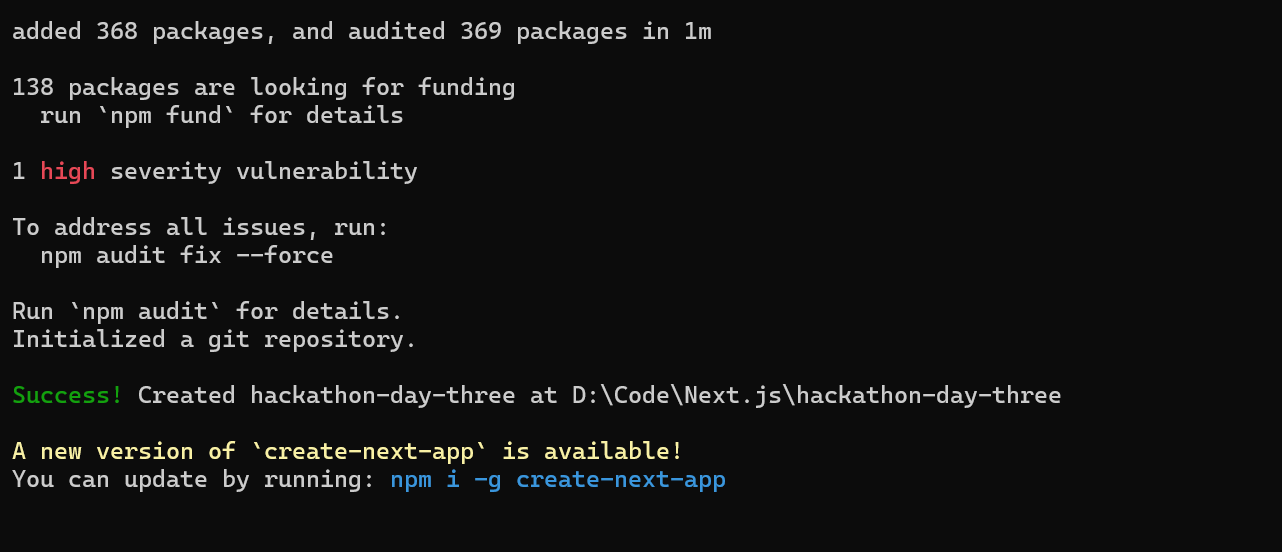 added 368 packages, and audited 369 packages in 1m
138 packages are looking for funding
  run `npm fund` for details
1 high severity vulnerability
To address all issues, run:
  npm audit fix --force
Run `npm audit` for details.
Initialized a git repository.
Success! Created hackathon-day-three at D:\Code\Next.js\hackathon-day-three
A new version of `create-next-app` is available!
You can update by running: npm i -g create-next-app